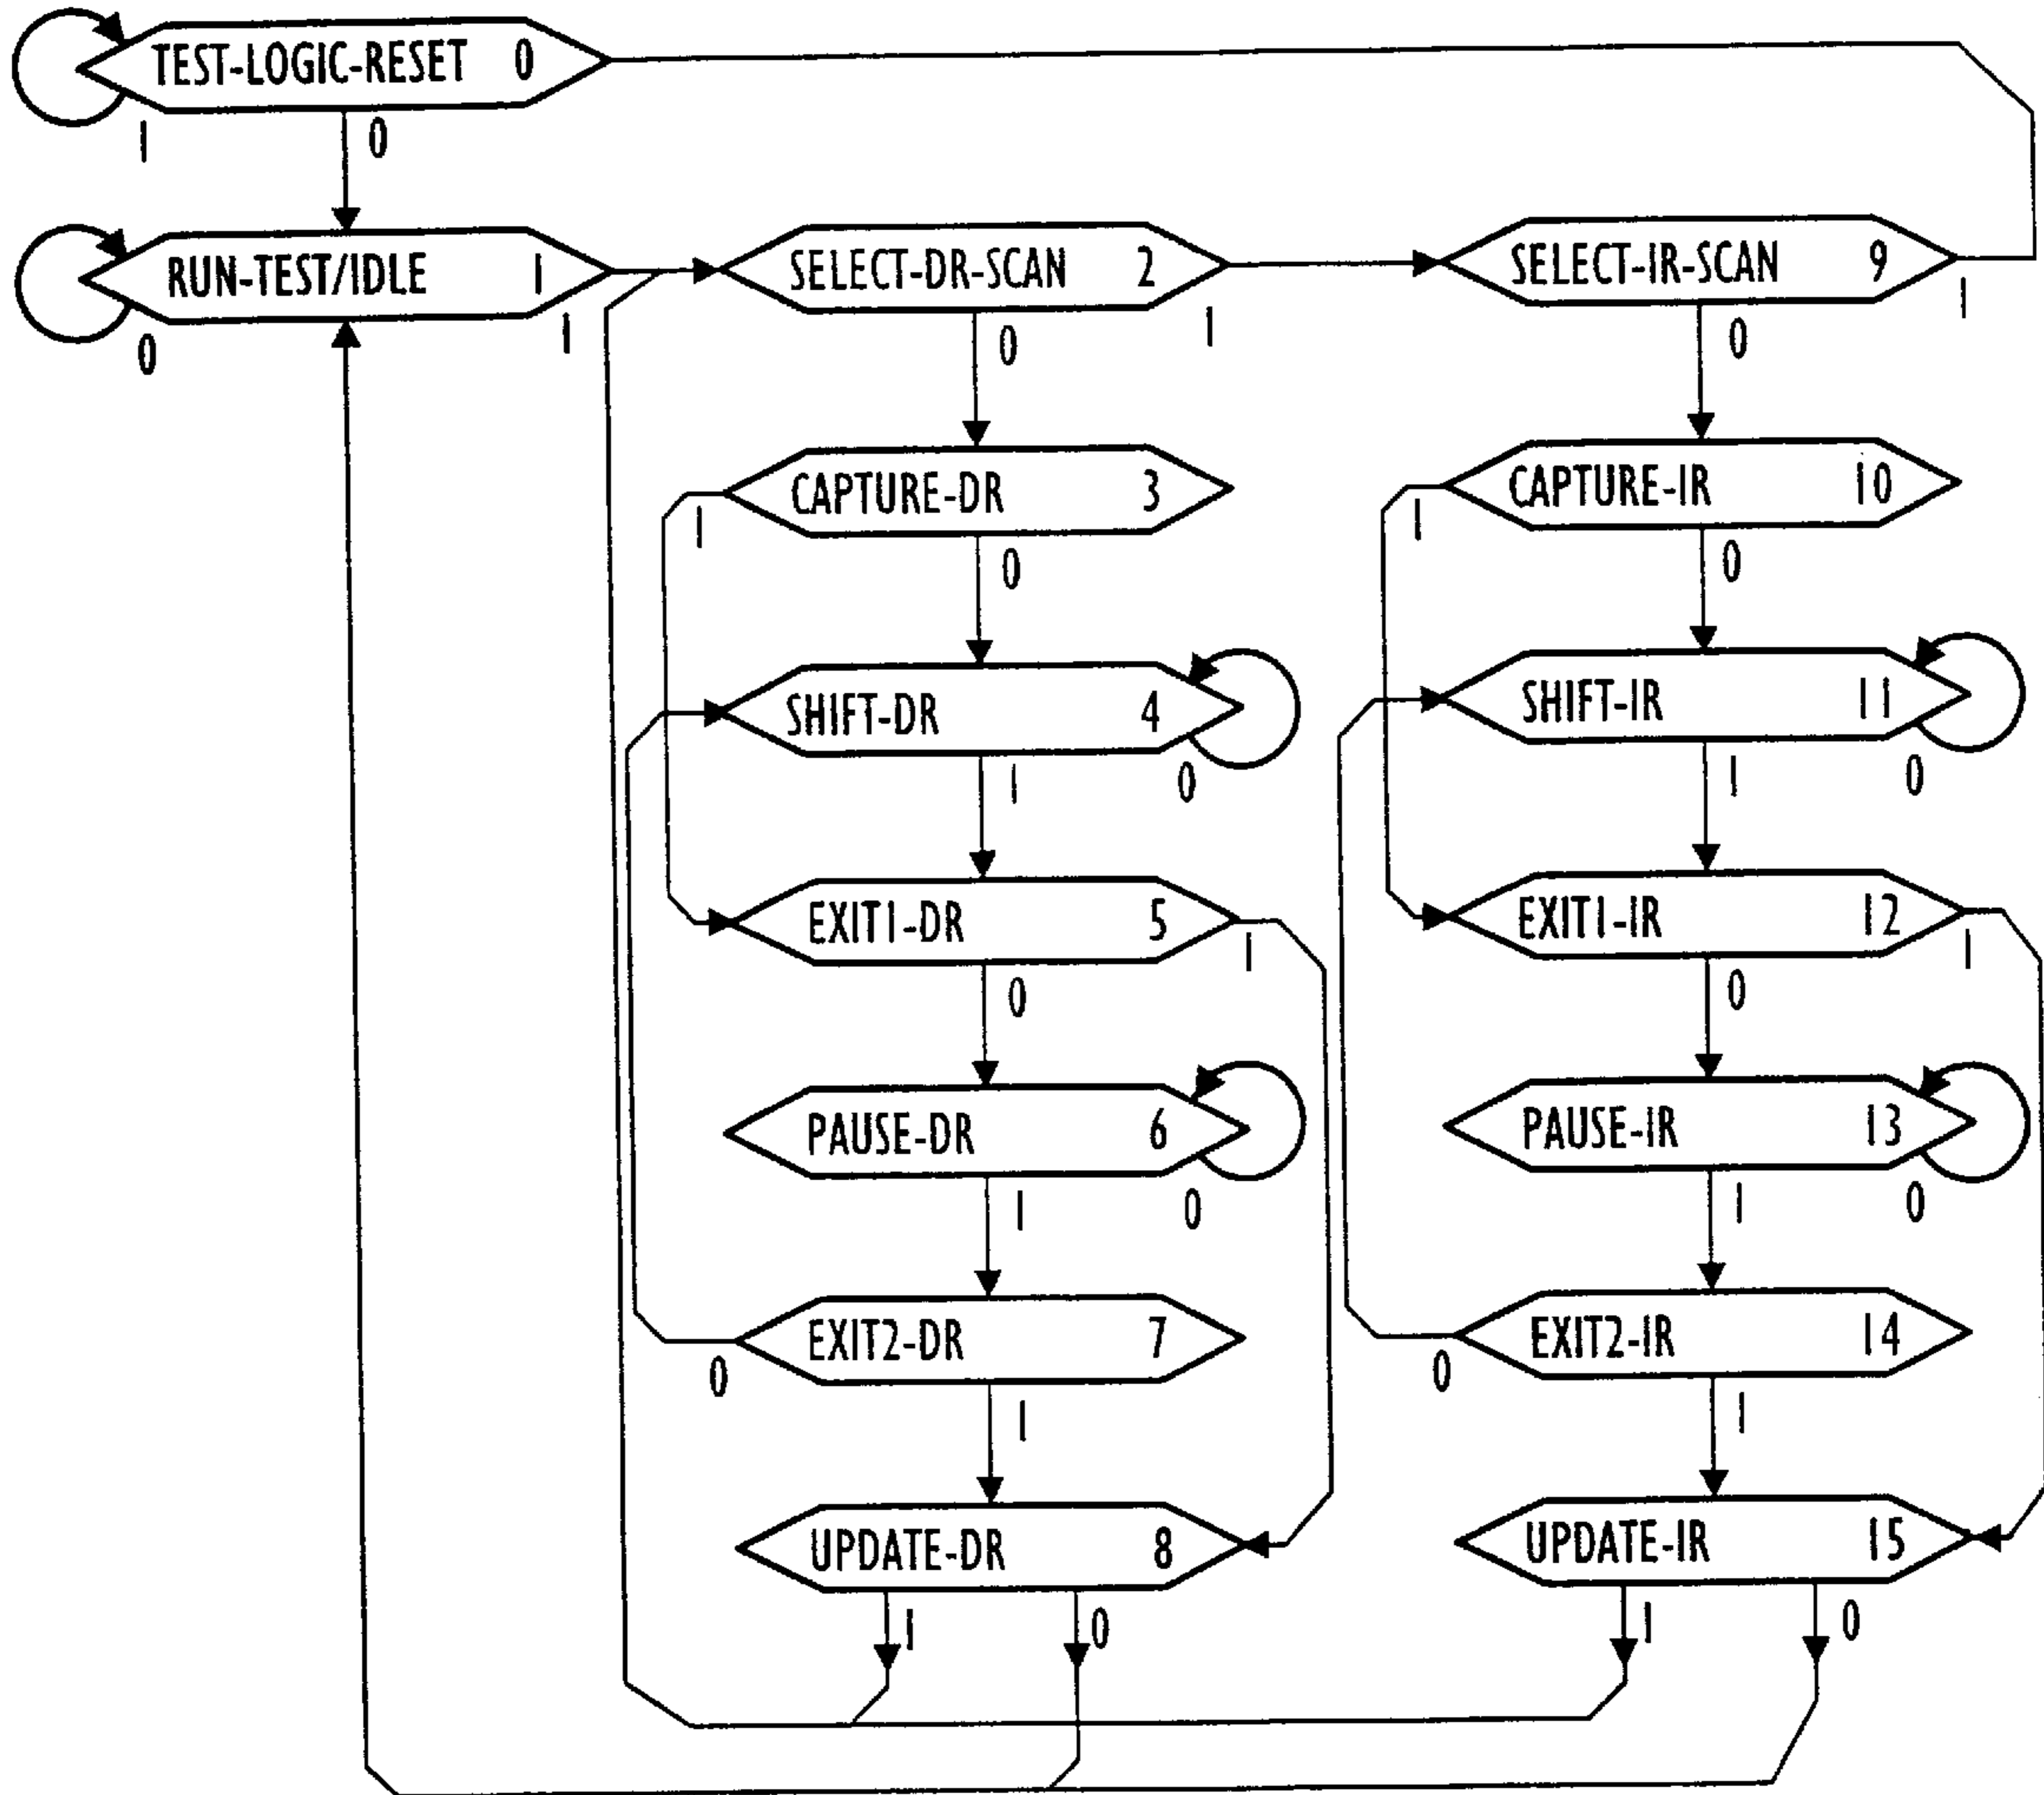 TEST-LOGIC-RESET 0
1 0
RUN-TEST/IDLE 1
0 1
SELECT-DR-SCAN 2
0 1
SELECT-IR-SCAN 9
0 1
CAPTURE-DR 3
1 0
CAPTURE-IR 10
1 0
SHIFT-DR 4
1 0
SHIFT-IR 11
1 0
EXIT1-DR 5
0 1
EXIT1-IR 12
0 1
PAUSE-DR 6
1 0
PAUSE-IR 13
1 0
EXIT2-DR 7
0 1
EXIT2-IR 14
0 1
UPDATE-DR 8
1 0
UPDATE-IR 15
1 0